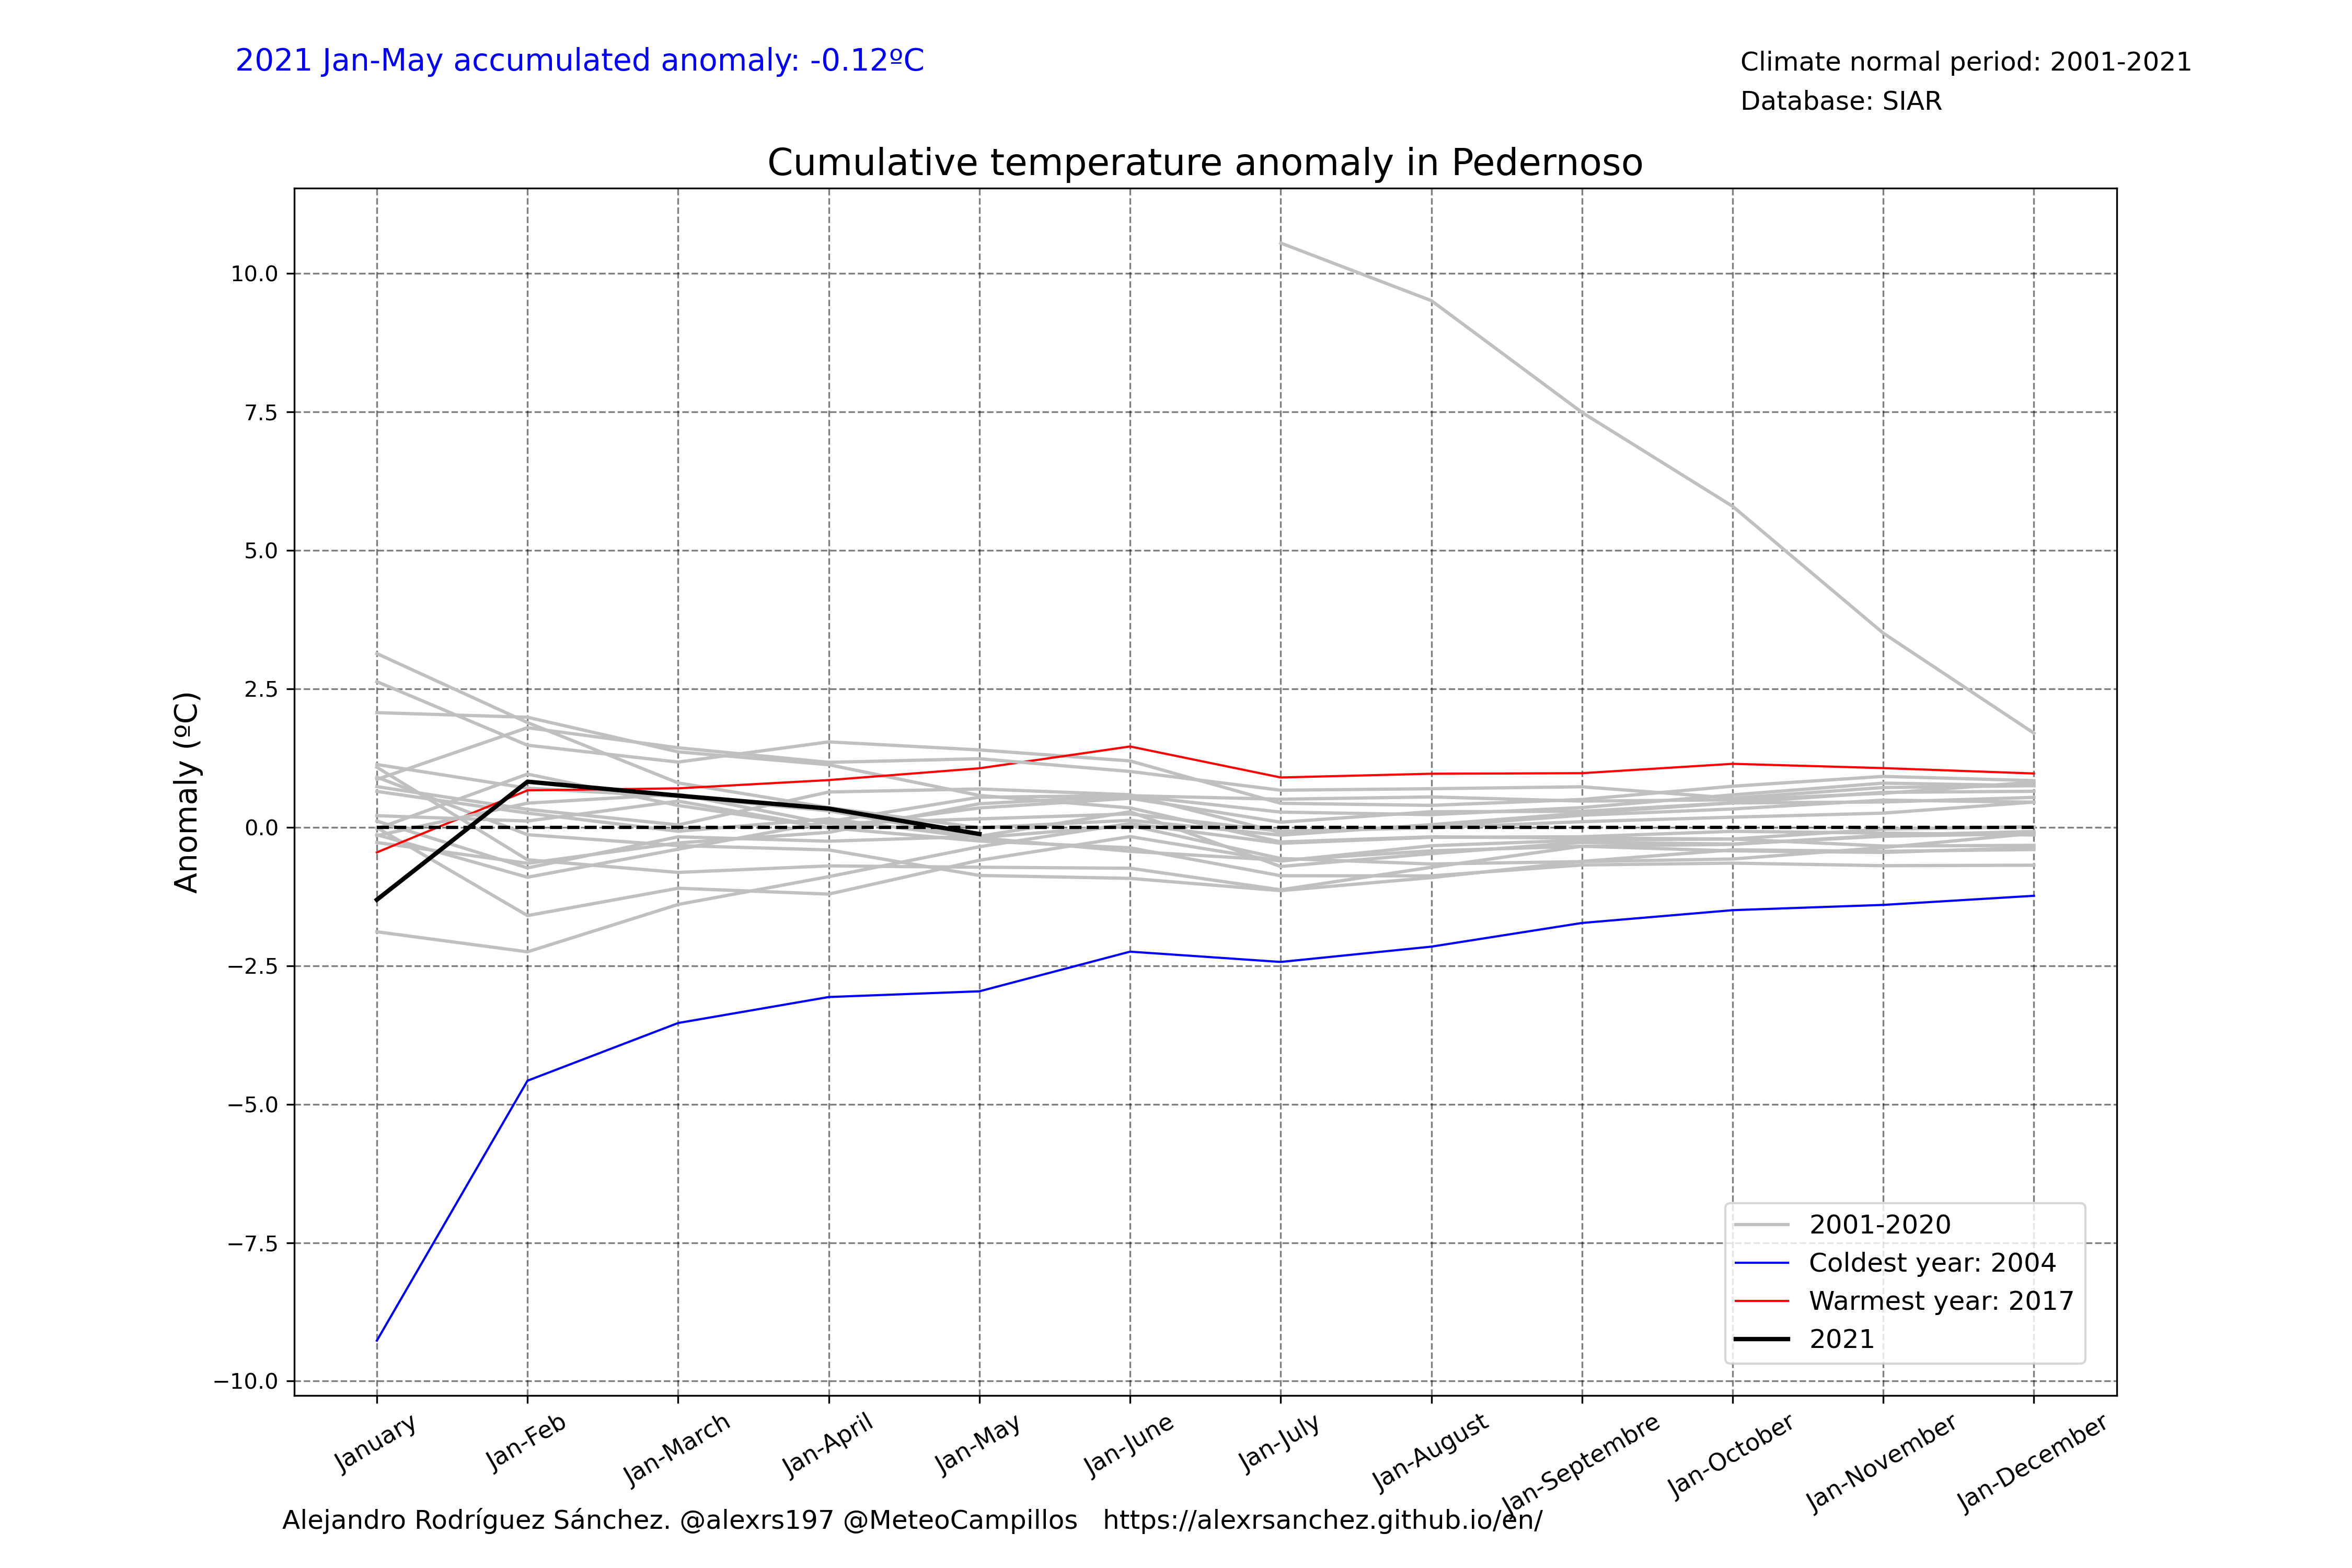 2021 Jan-May accumulated anomaly: -0.12ºC
Climate normal period: 2001-2021
Database: SIAR
Cumulative temperature anomaly in Pedernoso
Anomaly (ºC)
10.0
7.5
5.0
2.5
0.0
−2.5
−5.0
−7.5
−10.0
2001-2020
Coldest year: 2004
Warmest year: 2017
2021
January
Jan-Feb
Jan-March
Jan-April
Jan-May
Jan-June
Jan-July
Jan-August
Jan-Septembre
Jan-October
Jan-November
Jan-December
Alejandro Rodríguez Sánchez. @alexrs197 @MeteoCampillos   https://alexrsanchez.github.io/en/